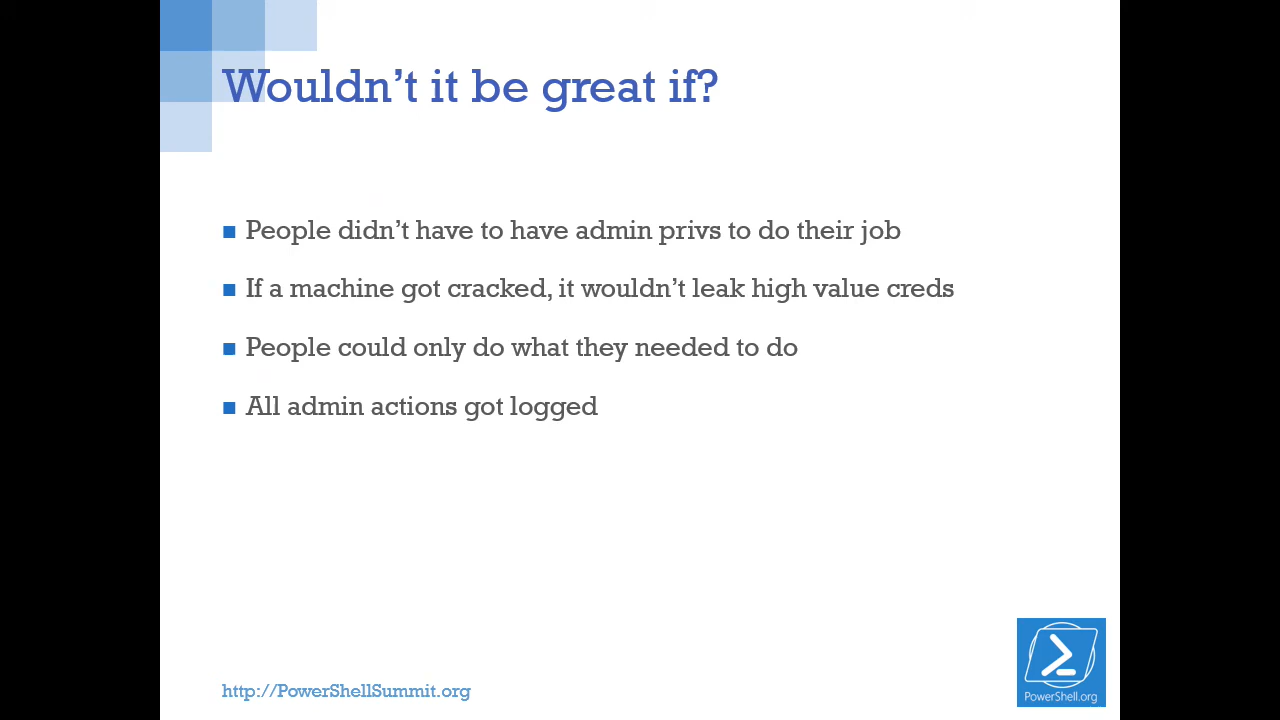 Wouldn’t it be great if?
People didn’t have to have admin privs to do their job
If a machine got cracked, it wouldn’t leak high value creds
People could only do what they needed to do
All admin actions got logged
http://PowerShellSummit.org
PowerShell.org